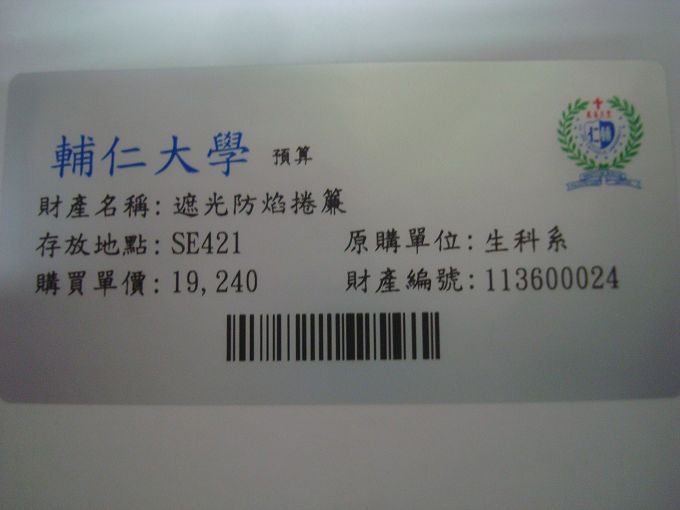 輔仁大學 預算
財產名稱: 遮光防焰捲簾
存放地點: SE421 原購單位: 生科系
購買單價: 19,240 財產編號: 113600024